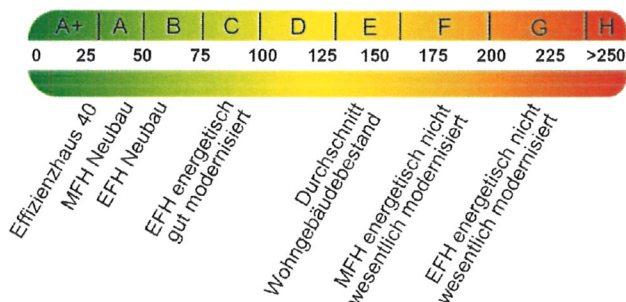 A+ A B C D E F G H
0 25 50 75 100 125 150 175 200 225 >250
Effizienzhaus 40
MFH Neubau
EFH Neubau
EFH energetisch
gut modernisiert
Durchschnitt
Wohngebäudebestand
MFH energetisch nicht
wesentlich modernisiert
EFH energetisch nicht
wesentlich modernisiert